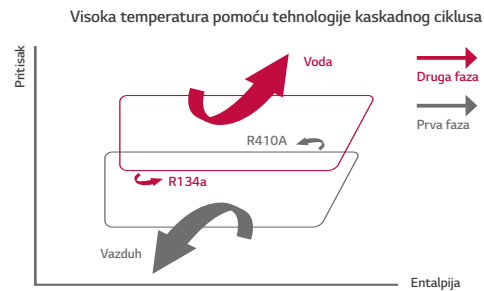 Visoka temperatura pomoću tehnologije kaskadnog ciklusa
Pritisak
Voda
Druga faza
Prva faza
R410A
R134a
Vazduh
Entalpija